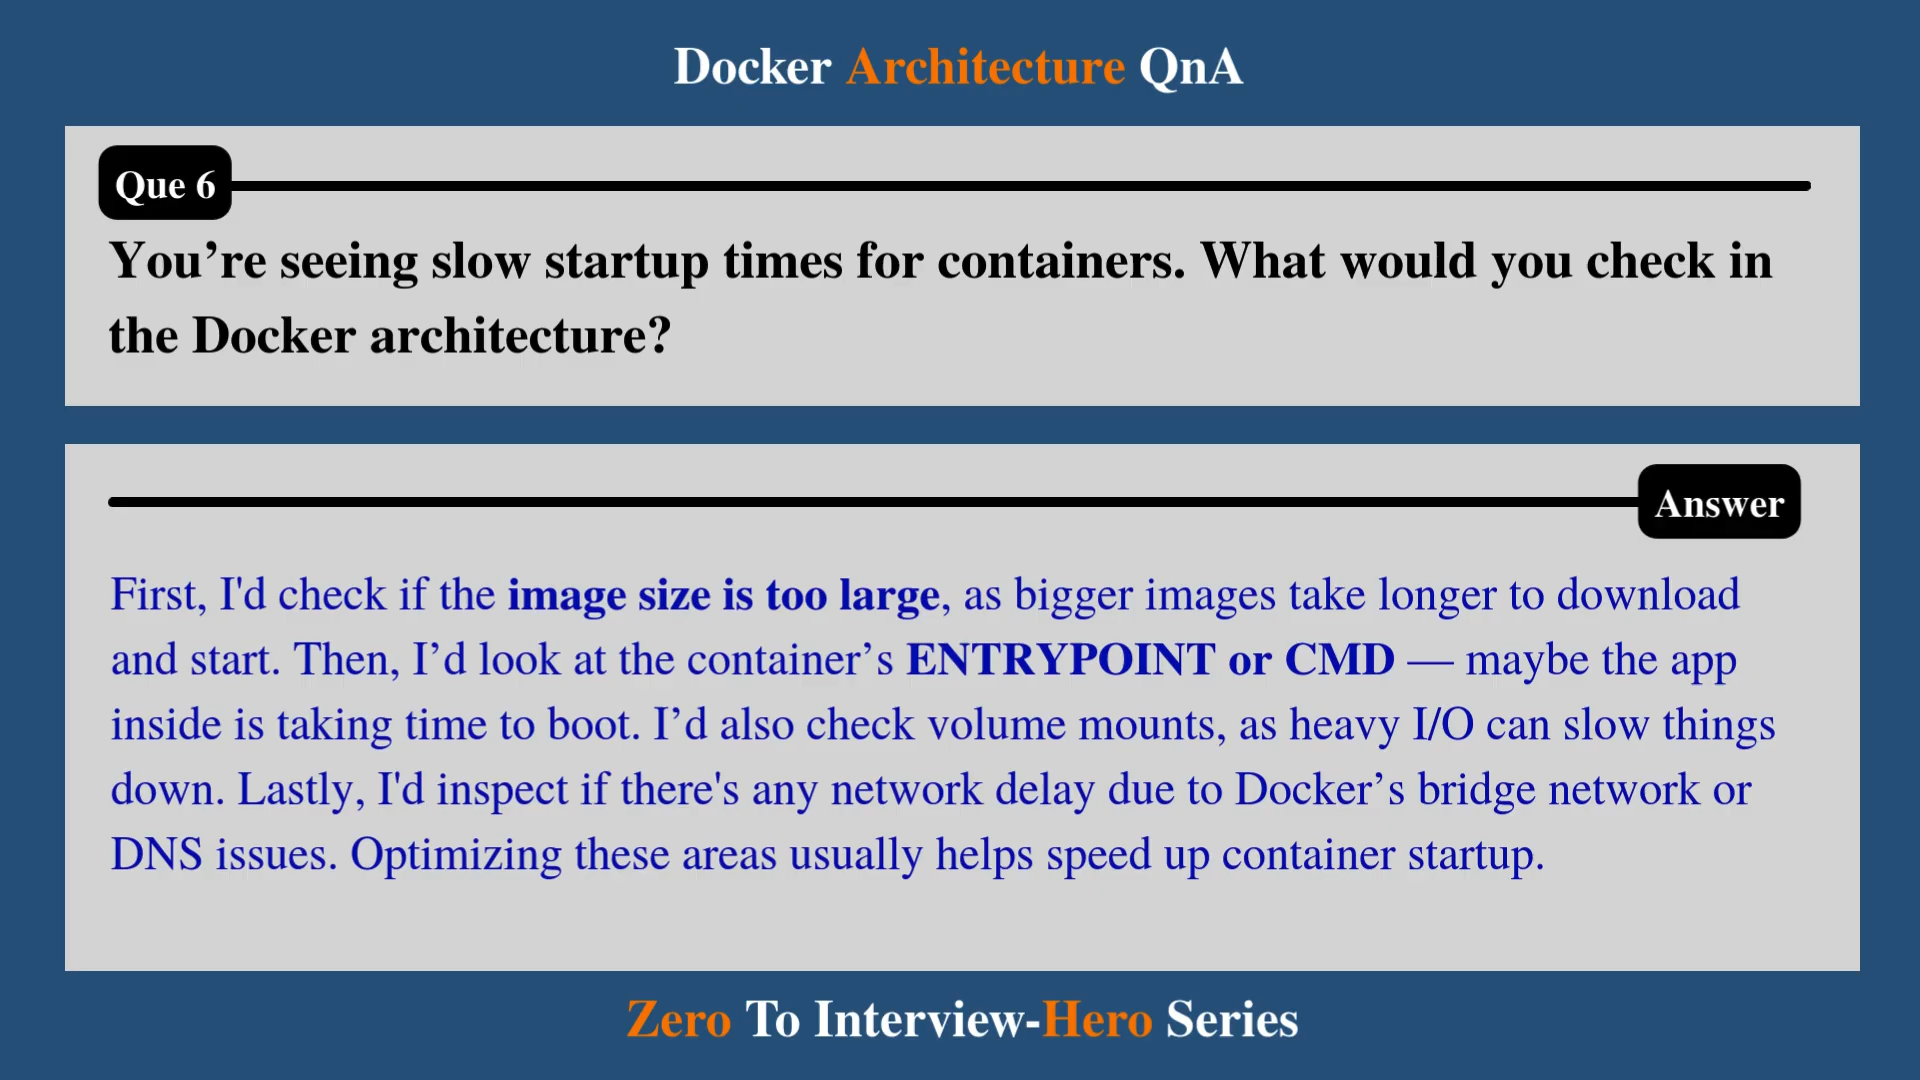 Docker Architecture QnA
Que 6
You’re seeing slow startup times for containers. What would you check in
the Docker architecture?
Answer
First, I'd check if the image size is too large, as bigger images take longer to download
and start. Then, I’d look at the container’s ENTRYPOINT or CMD — maybe the app
inside is taking time to boot. I’d also check volume mounts, as heavy I/O can slow things
down. Lastly, I'd inspect if there's any network delay due to Docker’s bridge network or
DNS issues. Optimizing these areas usually helps speed up container startup.
Zero To Interview-Hero Series